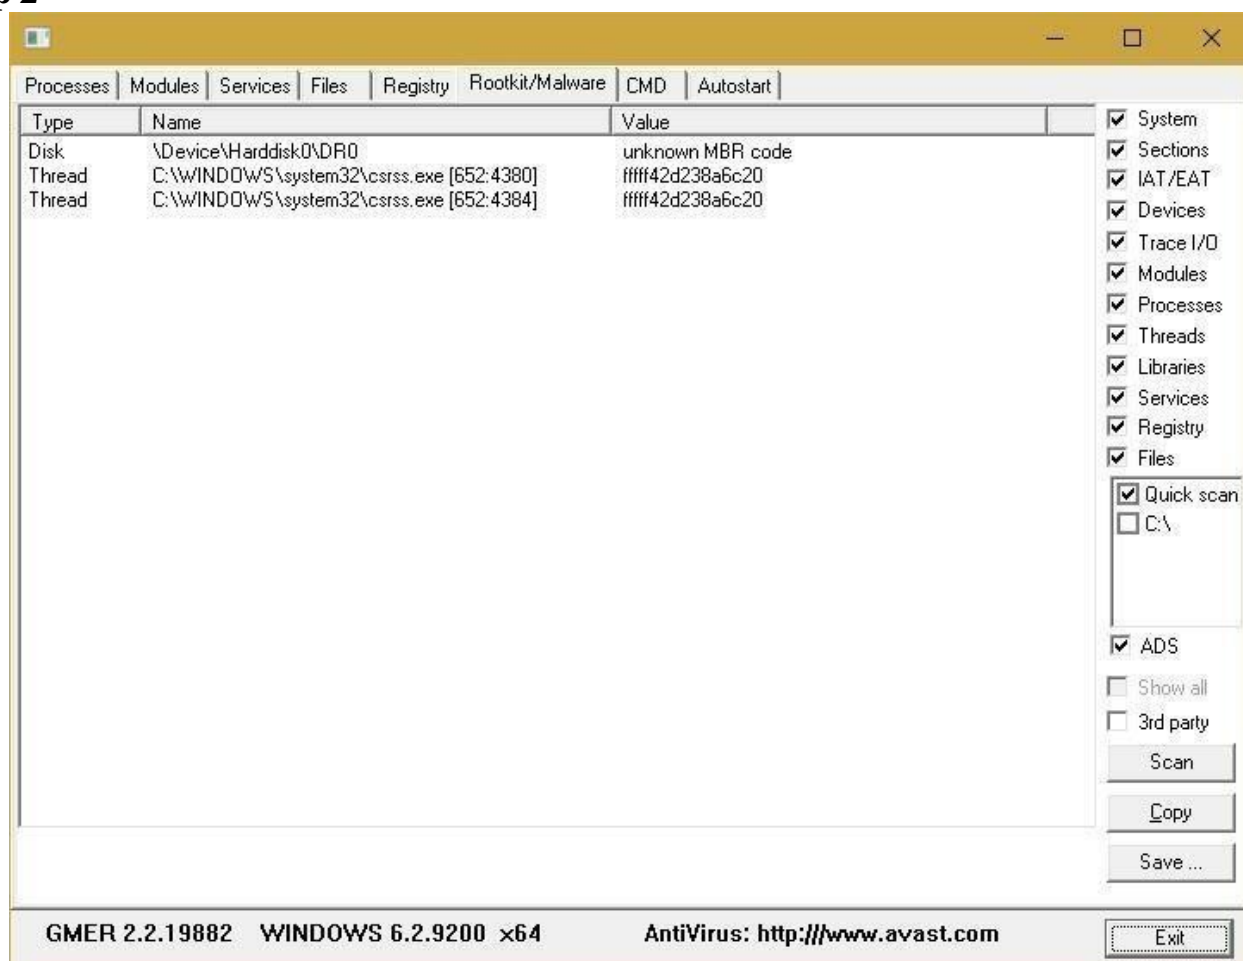 Processes Modules Services Files Registry Rootkit/Malware CMD Autostart
Type Name Value
Disk \Device\Harddisk0\DR0 unknown MBR code
Thread C:\WINDOWS\system32\csrss.exe [652:4380] fffff42d238a6c20
Thread C:\WINDOWS\system32\csrss.exe [652:4384] fffff42d238a6c20
System
Sections
IAT/EAT
Devices
Trace I/O
Modules
Processes
Threads
Libraries
Services
Registry
Files
Quick scan
C:\
ADS
Show all
3rd party
Scan
Copy
Save ...
GMER 2.2.19882 WINDOWS 6.2.9200 x64 AntiVirus: http:///www.avast.com Exit